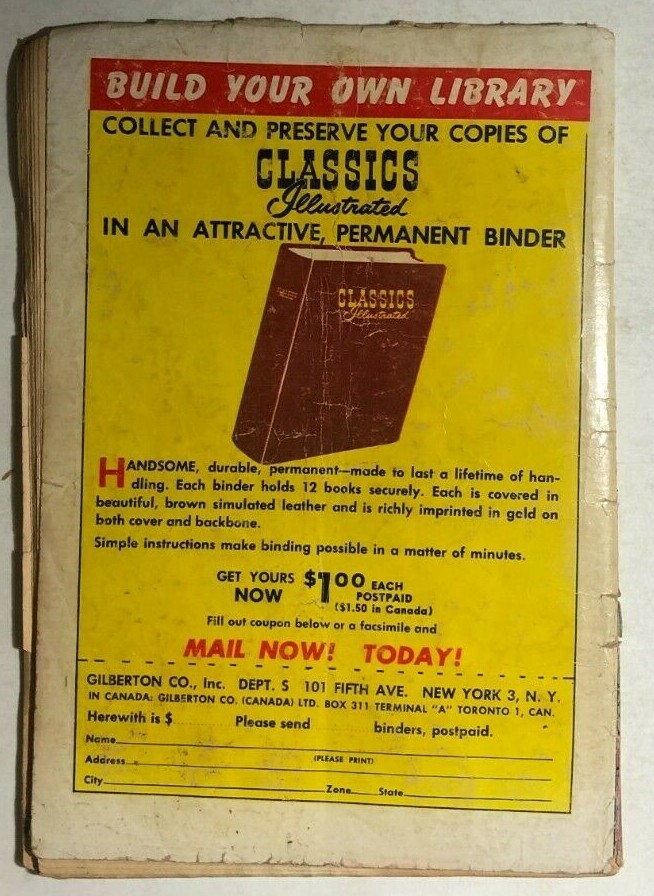 BUILD YOUR OWN LIBRARY
COLLECT AND PRESERVE YOUR COPIES OF
CLASSICS
Illustrated
IN AN ATTRACTIVE, PERMANENT BINDER
CLASSICS
Illustrated
HANDSOME, durable, permanent—made to last a lifetime of han-
dling. Each binder holds 12 books securely. Each is covered in
beautiful, brown simulated leather and is richly imprinted in gold on
both cover and backbone.
Simple instructions make binding possible in a matter of minutes.
GET YOURS NOW $1.00 EACH POSTPAID
($1.50 in Canada)
Fill out coupon below or a facsimile and
MAIL NOW! TODAY!
GILBERTON CO., Inc. DEPT. S 101 FIFTH AVE. NEW YORK 3, N. Y.
IN CANADA: GILBERTON CO. (CANADA) LTD. BOX 311 TERMINAL "A" TORONTO 1, CAN.
Herewith is $ Please send binders, postpaid.
Name
(PLEASE PRINT)
Address
City Zone State